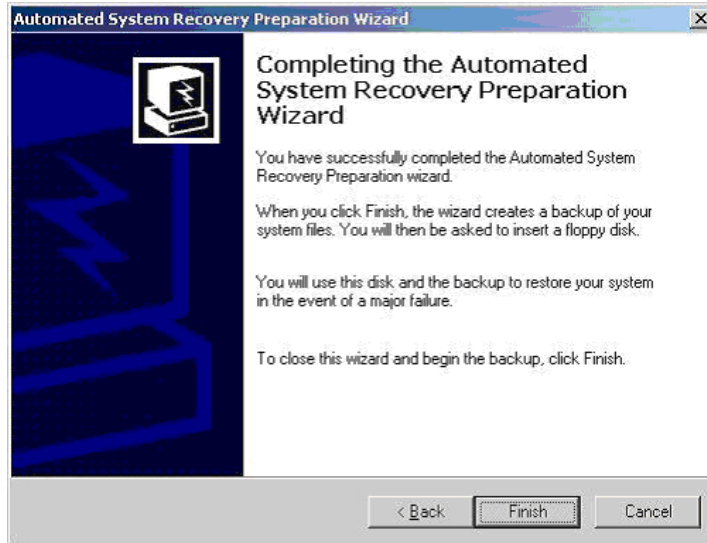 Automated System Recovery Preparation Wizard
Completing the Automated
System Recovery Preparation
Wizard
You have successfully completed the Automated System
Recovery Preparation wizard.
When you click Finish, the wizard creates a backup of your
system files. You will then be asked to insert a floppy disk.
You will use this disk and the backup to restore your system
in the event of a major failure.
To close this wizard and begin the backup, click Finish.
< Back Finish Cancel